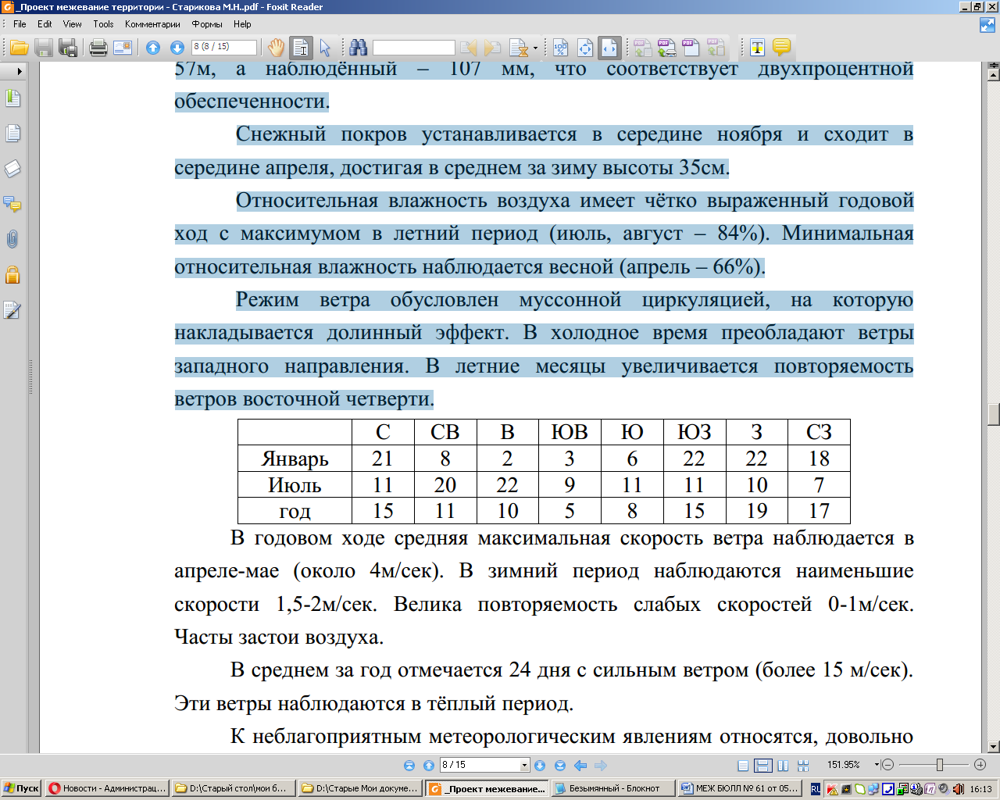 _Проект межевание территории - Старикова М.Н..pdf - Foxit Reader
File Edit View Tools Комментарии Формы Help
8 (8 / 15)
57м, а наблюдённый – 107 мм, что соответствует двухпроцентной
обеспеченности.
Снежный покров устанавливается в середине ноября и сходит в
середине апреля, достигая в среднем за зиму высоты 35см.
Относительная влажность воздуха имеет чётко выраженный годовой
ход с максимумом в летний период (июль, август – 84%). Минимальная
относительная влажность наблюдается весной (апрель – 66%).
Режим ветра обусловлен муссонной циркуляцией, на которую
накладывается долинный эффект. В холодное время преобладают ветры
западного направления. В летние месяцы увеличивается повторяемость
ветров восточной четверти.
С СВ В ЮВ Ю ЮЗ З СЗ
Январь 21 8 2 3 6 22 22 18
Июль 11 20 22 9 11 11 10 7
год 15 11 10 5 8 15 19 17
В годовом ходе средняя максимальная скорость ветра наблюдается в
апреле-мае (около 4м/сек). В зимний период наблюдаются наименьшие
скорости 1,5-2м/сек. Велика повторяемость слабых скоростей 0-1м/сек.
Часты застои воздуха.
В среднем за год отмечается 24 дня с сильным ветром (более 15 м/сек).
Эти ветры наблюдаются в тёплый период.
К неблагоприятным метеорологическим явлениям относятся, довольно
8 / 15 151.95%
Пуск Новости - Администрац... D:\Старый стол\мои б... D:\Старые Мои докуме... _Проект межевание... Безымянный - Блокнот МЕЖ БЮЛЛ № 61 от 05... RL 16:13